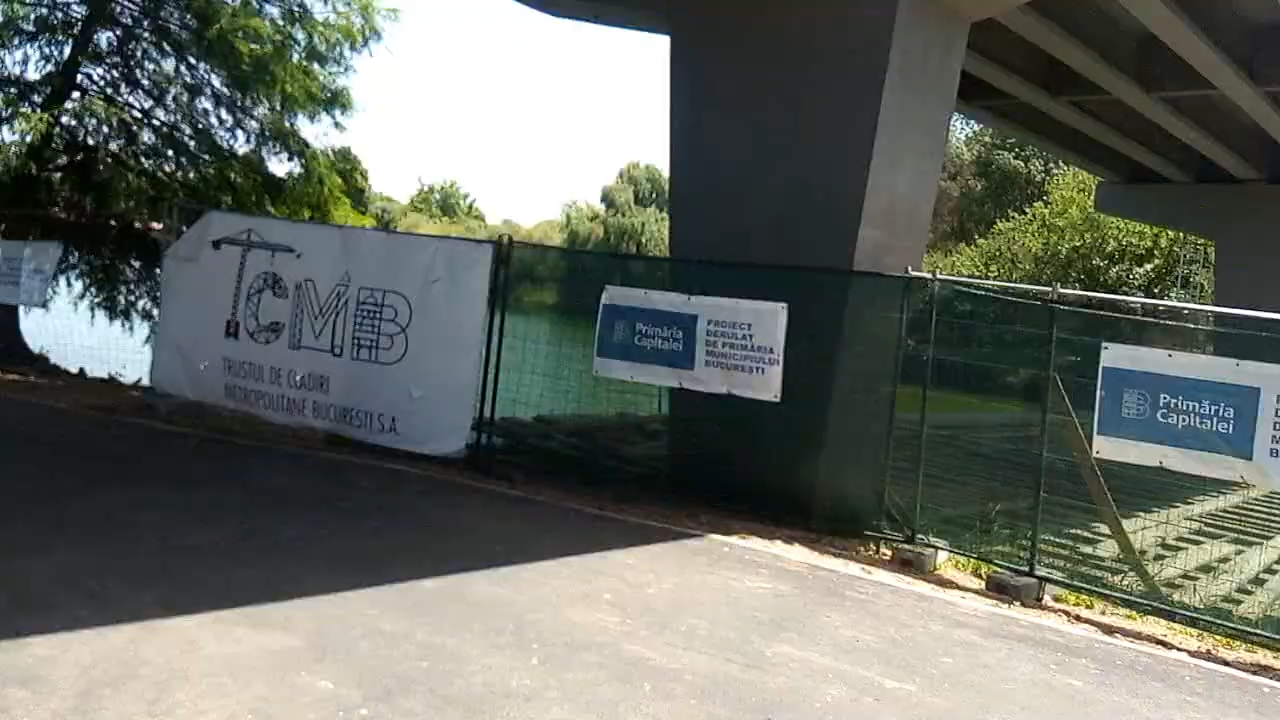 TCMB
TRUSTUL DE CLĂDIRI
METROPOLITANE BUCUREȘTI S.A.
Primăria
Capitalei
PROIECT
DERULAT
DE PRIMĂRIA
MUNICIPIULUI
BUCUREȘTI
Primăria
Capitalei